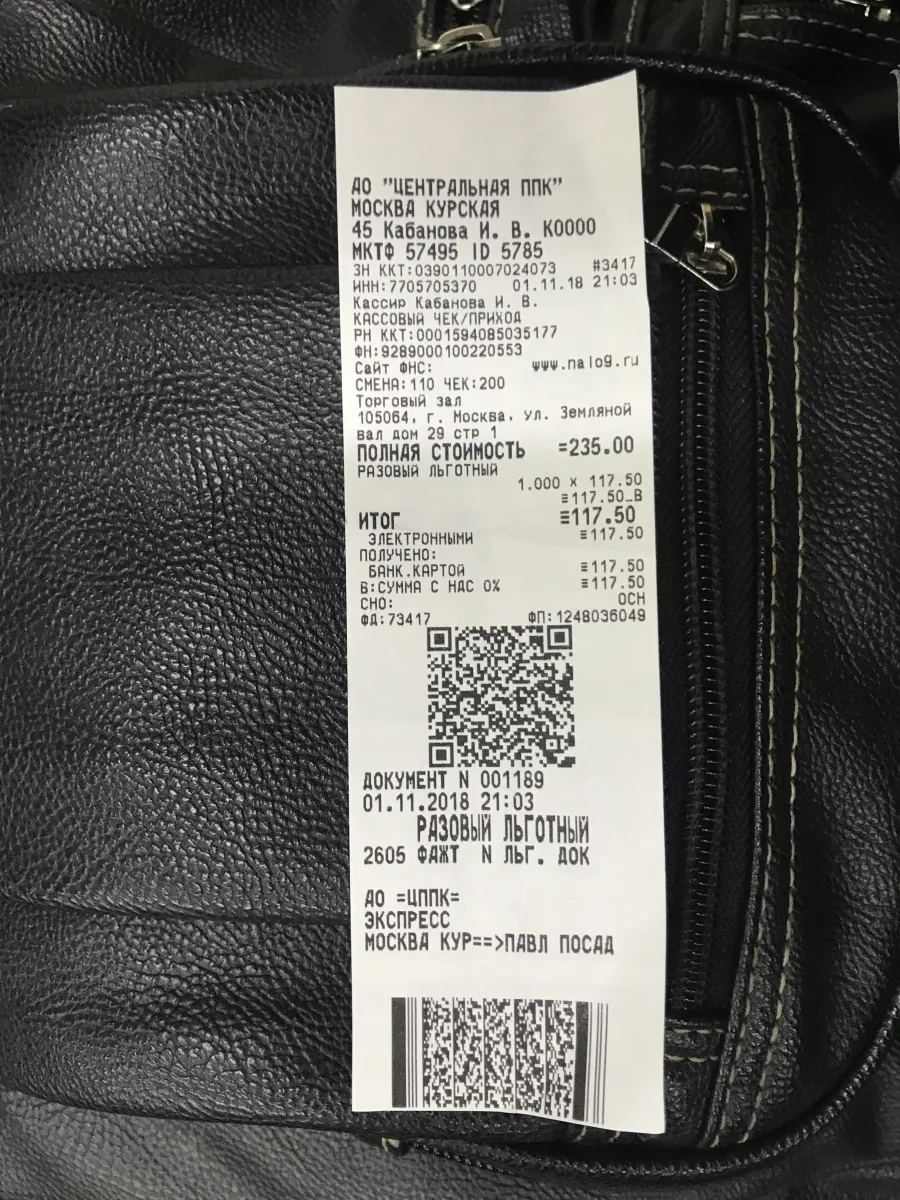 АО "ЦЕНТРАЛЬНАЯ ППК"
МОСКВА КУРСКАЯ
45 Кабанова И. В. К0000
МКТФ 57495 ID 5785
ЗН ККТ:0390110007024073 #3417
ИНН:7705705370 01.11.18 21:03
Кассир Кабанова И. В.
КАССОВЫЙ ЧЕК/ПРИХОД
РН ККТ:0001594085035177
ФН:9289000100220553
Сайт ФНС: www.nalog.ru
СМЕНА:110 ЧЕК:200
Торговый зал
105064, г. Москва, ул. Земляной
вал дом 29 стр 1
ПОЛНАЯ СТОИМОСТЬ =235.00
РАЗОВЫЙ ЛЬГОТНЫЙ
1.000 x 117.50
≡117.50_В
ИТОГ ≡117.50
ЭЛЕКТРОННЫМИ ≡117.50
ПОЛУЧЕНО:
БАНК.КАРТОЙ ≡117.50
В:СУММА С НДС 0% ≡117.50
СНО: ОСН
ФД:73417 ФП:1248036049
ДОКУМЕНТ N 001189
01.11.2018 21:03
РАЗОВЫЙ ЛЬГОТНЫЙ
2605 ФАЖТ N ЛЬГ. ДОК
АО =ЦППК=
ЭКСПРЕСС
МОСКВА КУР==>ПАВЛ ПОСАД